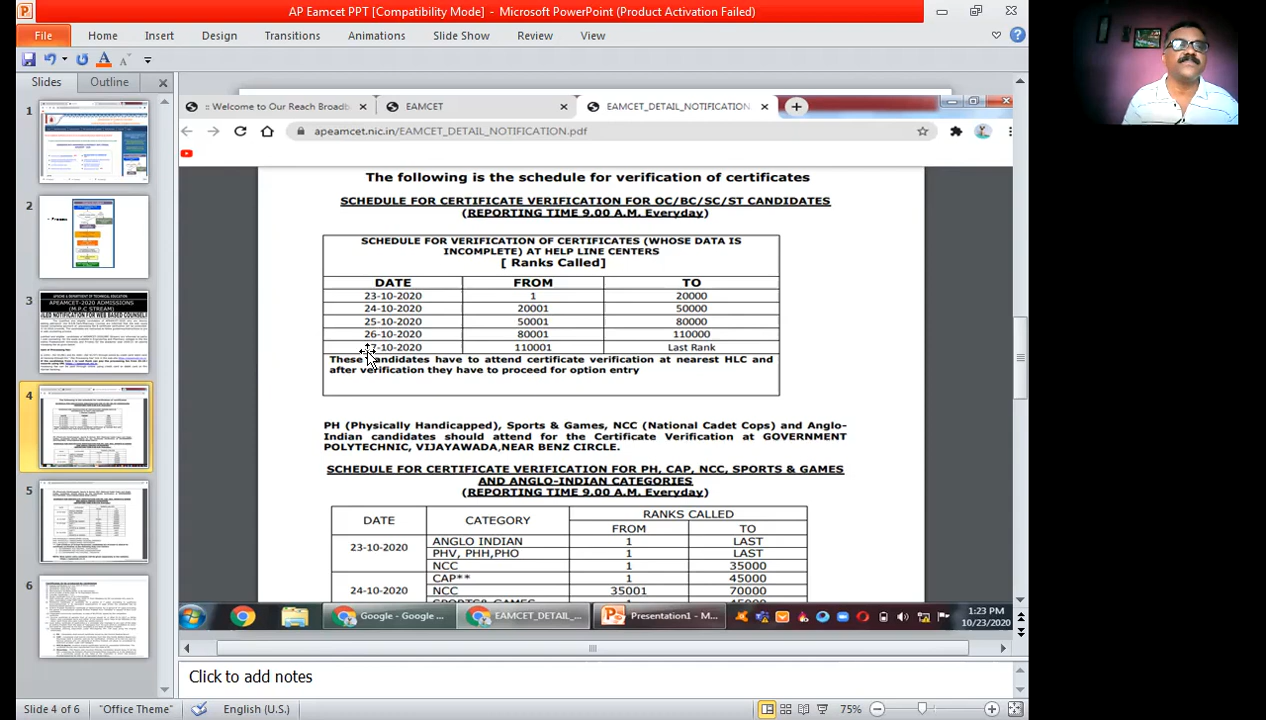 AP Eamcet PPT [Compatibility Mode] - Microsoft PowerPoint (Product Activation Failed)
File Home Insert Design Transitions Animations Slide Show Review View
Slides Outline
:: Welcome to Our Reach Broadb EAMCET EAMCET_DETAIL_NOTIFICATION
apeamcet.nic.in/EAMCET_DETAIL_NOTIFICATION.pdf
The following is the schedule for verification of certificates
SCHEDULE FOR CERTIFICATE VERIFICATION FOR OC/BC/SC/ST CANDIDATES
(REPORTING TIME 9.00 A.M. Everyday)
SCHEDULE FOR VERIFICATION OF CERTIFICATES (WHOSE DATA IS
INCOMPLETE) AT HELP LINE CENTERS
[ Ranks Called]
DATE FROM TO
23-10-2020 1 20000
24-10-2020 20001 50000
25-10-2020 50001 80000
26-10-2020 80001 110000
7-10-2020 110001 Last Rank
These candidates have to attend certificate verification at nearest HLC and
after verification they have to proceed for option entry
PH (Physically Handicapped), Sports & Games, NCC (National Cadet Cops) and Anglo-
Indian candidates should attend for the Certificate Verification at GOVERNMENT
POLYTECHNIC, VIJAYAWADA,NEAR BENZ CIRCLE.
SCHEDULE FOR CERTIFICATE VERIFICATION FOR PH, CAP, NCC, SPORTS & GAMES
AND ANGLO-INDIAN CATEGORIES
(REPORTING TIME 9.00 A.M. Everyday)
DATE CATEGORY RANKS CALLED
FROM TO
23-10-2020 ANGLO INDIAN 1 LAST
PHV, PHH,PHO 1 LAST
NCC 1 35000
24-10-2020 CAP** 1 45000
NCC 35001 70000
Google - Google ... EAMCET_DETAIL_... Presentation1 - M... 1:23 PM
10/23/2020
1
2
3
APEAMCET-2020 ADMISSIONS
(M.P.C STREAM)
4
5
6
Click to add notes
Slide 4 of 6 "Office Theme" English (U.S.) 75%